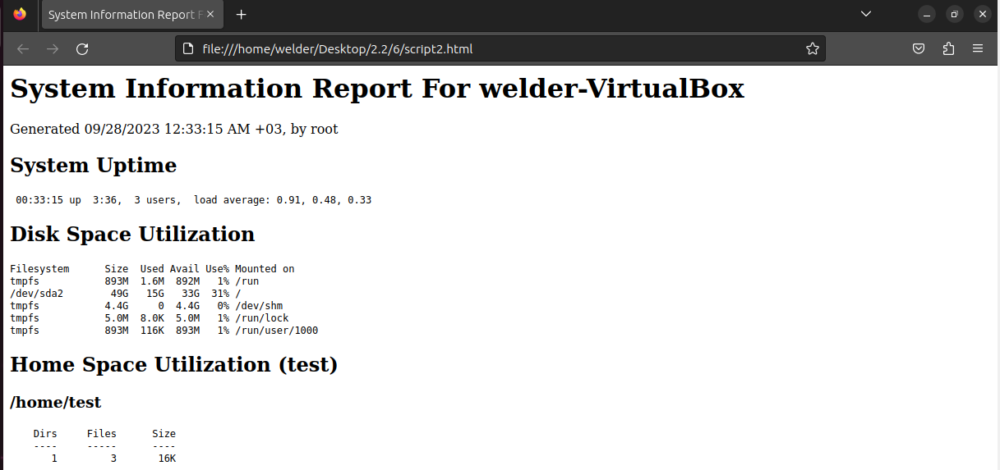 System Information Report F
file:///home/welder/Desktop/2.2/6/script2.html
System Information Report For welder-VirtualBox
Generated 09/28/2023 12:33:15 AM +03, by root
System Uptime
 00:33:15 up  3:36,  3 users,  load average: 0.91, 0.48, 0.33
Disk Space Utilization
Filesystem      Size  Used Avail Use% Mounted on
tmpfs           893M  1.6M  892M   1% /run
/dev/sda2        49G   15G   33G  31% /
tmpfs           4.4G     0  4.4G   0% /dev/shm
tmpfs           5.0M  8.0K  5.0M   1% /run/lock
tmpfs           893M  116K  893M   1% /run/user/1000
Home Space Utilization (test)
/home/test
    Dirs     Files      Size
    ----     -----      ----
       1         3       16K